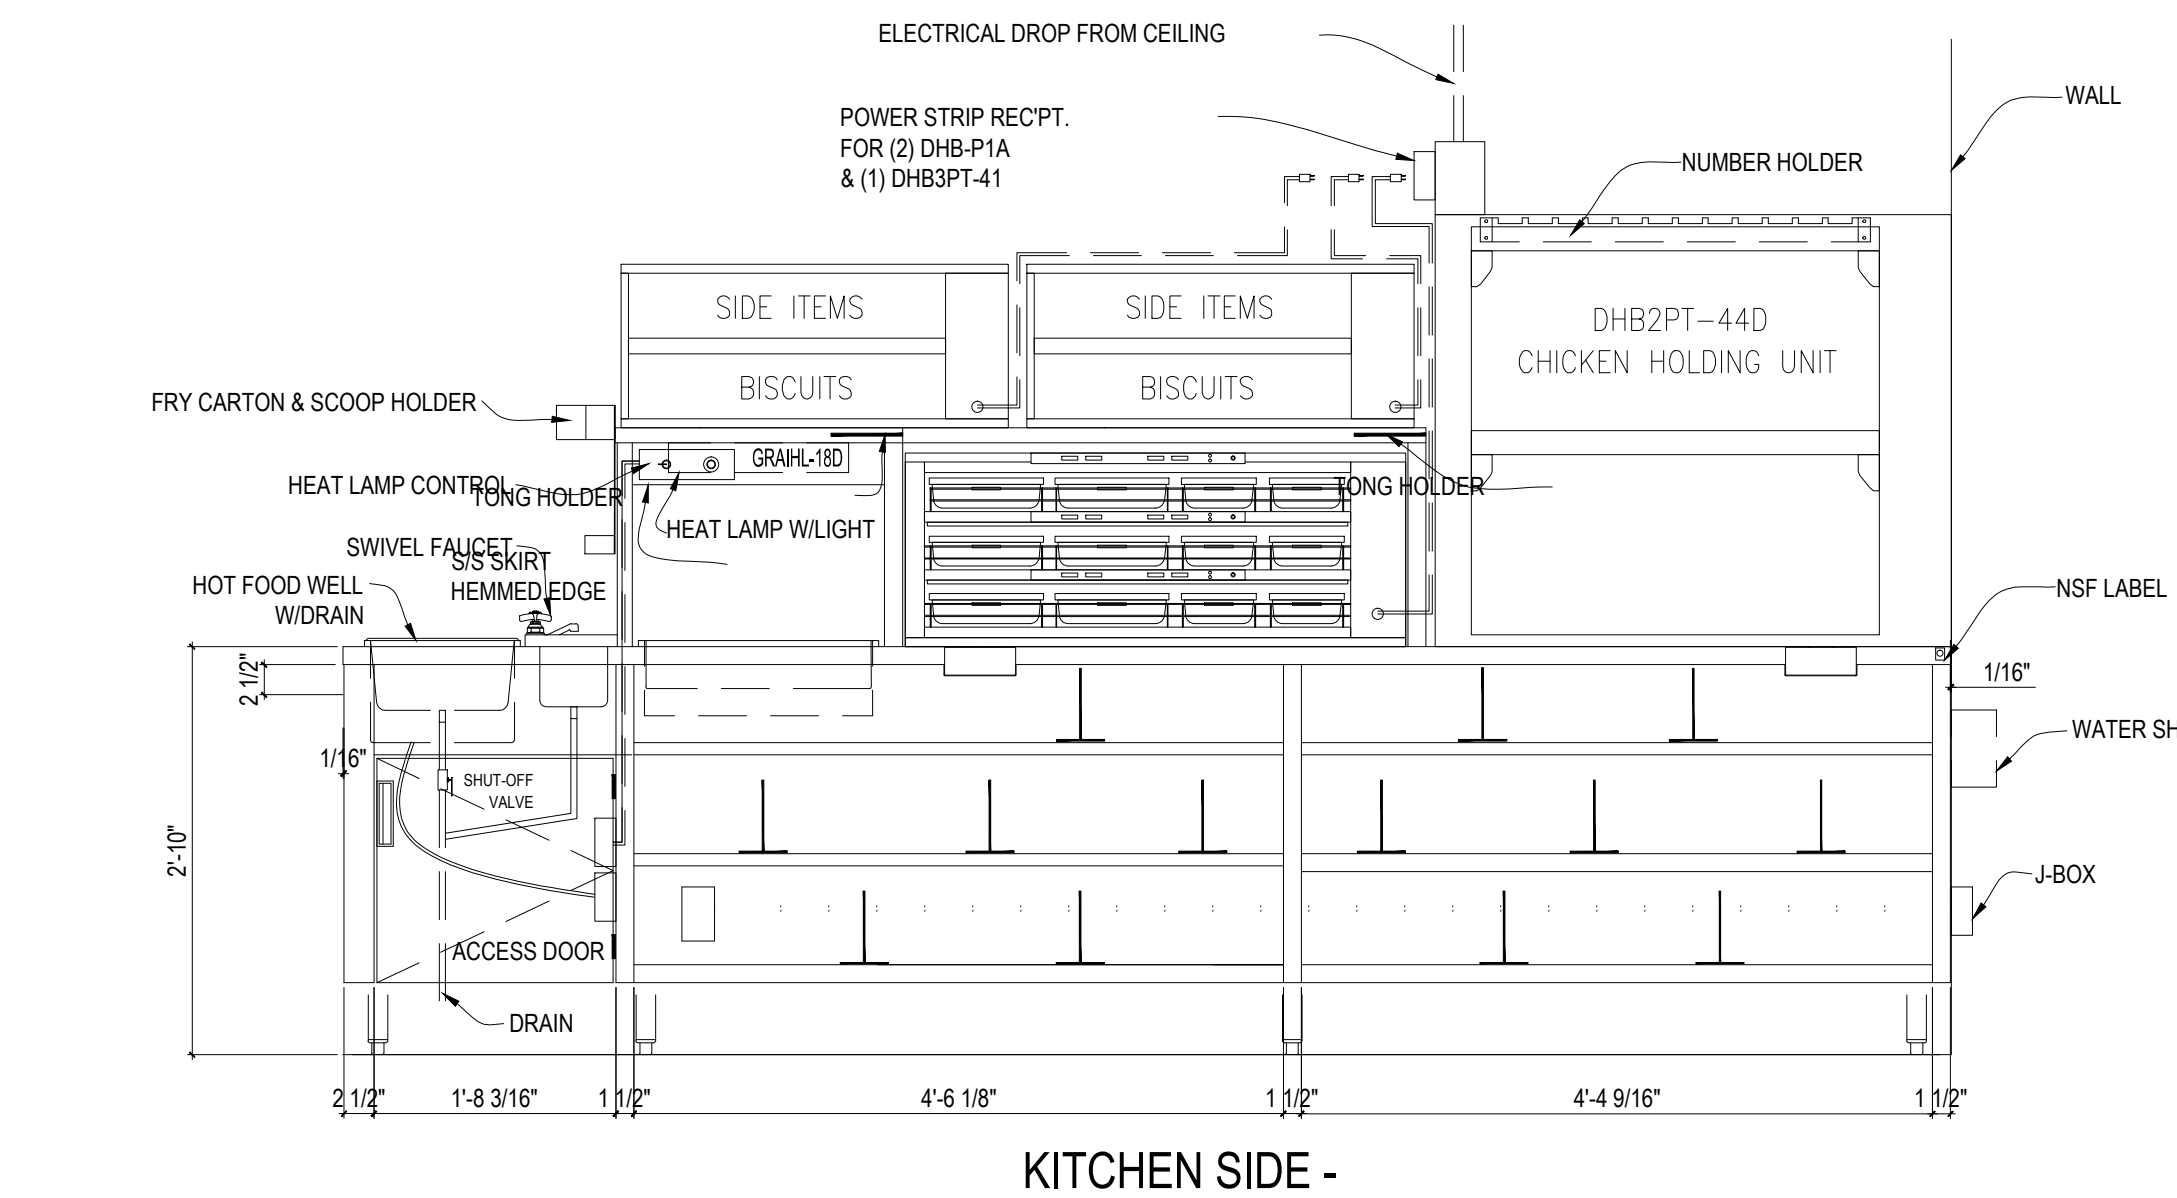 ELECTRICAL DROP FROM CEILING
WALL
POWER STRIP REC'PT.
FOR (2) DHB-P1A
& (1) DHB3PT-41
NUMBER HOLDER
SIDE ITEMS
SIDE ITEMS
DHB2PT-44D
CHICKEN HOLDING UNIT
BISCUITS
BISCUITS
FRY CARTON & SCOOP HOLDER
GRAIHL-18D
HEAT LAMP CONTROL
TONG HOLDER
TONG HOLDER
HEAT LAMP W/LIGHT
SWIVEL FAUCET
S/S SKIRT
HEMMED EDGE
HOT FOOD WELL
W/DRAIN
NSF LABEL
2 1/2"
1/16"
WATER SH
1/16"
SHUT-OFF
VALVE
2'-10"
J-BOX
ACCESS DOOR
DRAIN
2 1/2"
1'-8 3/16"
1 1/2"
4'-6 1/8"
1 1/2"
4'-4 9/16"
1 1/2"
KITCHEN SIDE -